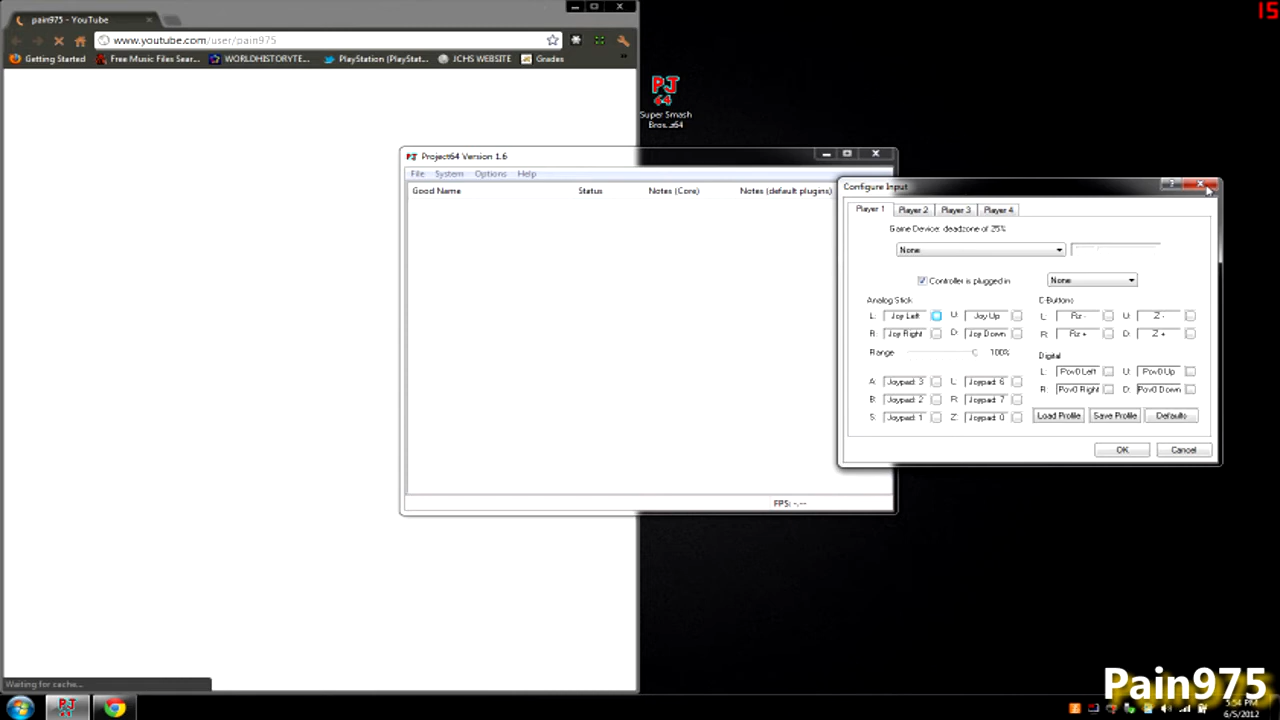 pain975 - YouTube
15
www.youtube.com/user/pain975
Getting Started
Free Music Files Sear...
WORLDHISTORYTE...
PlayStation (PlayStat...
JCHS WEBSITE
Grades
PJ
64
Super Smash
Bros..z64
Project64 Version 1.6
File System Options Help
Good Name Status Notes (Core) Notes (default plugins)
Configure Input
Player 1 Player 2 Player 3 Player 4
Game Device: deadzone of 25%
None
Controller is plugged in
None
Analog Stick
L: Joy Left U: Joy Up
R: Joy Right D: Joy Down
Range 100%
A: Joypad: 3 L: Joypad: 6
B: Joypad: 2 R: Joypad: 7
S: Joypad: 1 Z: Joypad: 0
C-Buttons
L: Rz - U: Z -
R: Rz + D: Z +
Digital
L: Pov0 Left U: Pov0 Up
R: Pov0 Right D: Pov0 Down
Load Profile Save Profile Defaults
OK Cancel
FPS: -.--
Waiting for cache...
Pain975
5:54 PM
6/5/2012